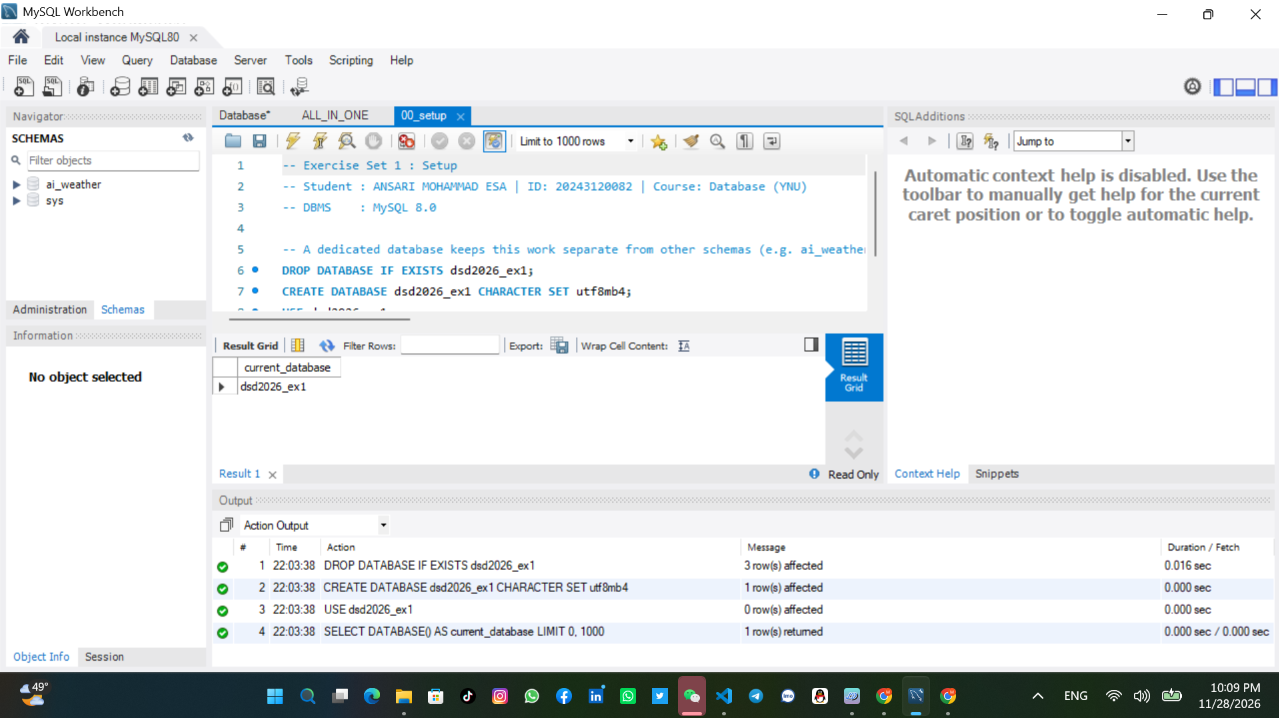 MySQL Workbench
Local instance MySQL80
File Edit View Query Database Server Tools Scripting Help
Navigator
SCHEMAS
Filter objects
ai_weather
sys
Administration Schemas
Information
No object selected
Object Info Session
Database* ALL_IN_ONE 00_setup
Limit to 1000 rows
1 -- Exercise Set 1 : Setup
2 -- Student : ANSARI MOHAMMAD ESA | ID: 20243120082 | Course: Database (YNU)
3 -- DBMS : MySQL 8.0
4
5 -- A dedicated database keeps this work separate from other schemas (e.g. ai_weather
6 DROP DATABASE IF EXISTS dsd2026_ex1;
7 CREATE DATABASE dsd2026_ex1 CHARACTER SET utf8mb4;
Result Grid Filter Rows: Export: Wrap Cell Content:
current_database
dsd2026_ex1
Result Grid
Result 1 Read Only
SQLAdditions
Jump to
Automatic context help is disabled. Use the
toolbar to manually get help for the current
caret position or to toggle automatic help.
Context Help Snippets
Output
Action Output
# Time Action Message Duration / Fetch
1 22:03:38 DROP DATABASE IF EXISTS dsd2026_ex1 3 row(s) affected 0.016 sec
2 22:03:38 CREATE DATABASE dsd2026_ex1 CHARACTER SET utf8mb4 1 row(s) affected 0.000 sec
3 22:03:38 USE dsd2026_ex1 0 row(s) affected 0.000 sec
4 22:03:38 SELECT DATABASE() AS current_database LIMIT 0, 1000 1 row(s) returned 0.000 sec / 0.000 sec
49°
ENG
10:09 PM
11/28/2026